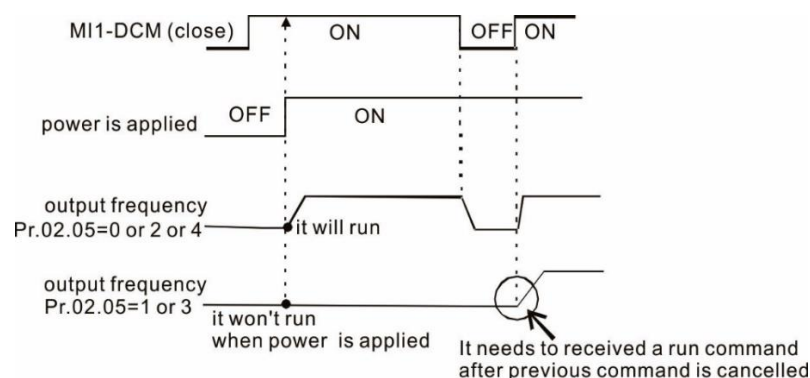 MI1-DCM (close)
ON
OFF
ON
power is applied
OFF
ON
output frequency
Pr.02.05=0 or 2 or 4
it will run
output frequency
Pr.02.05=1 or 3
it won't run
when power is applied
It needs to received a run command
after previous command is cancelled